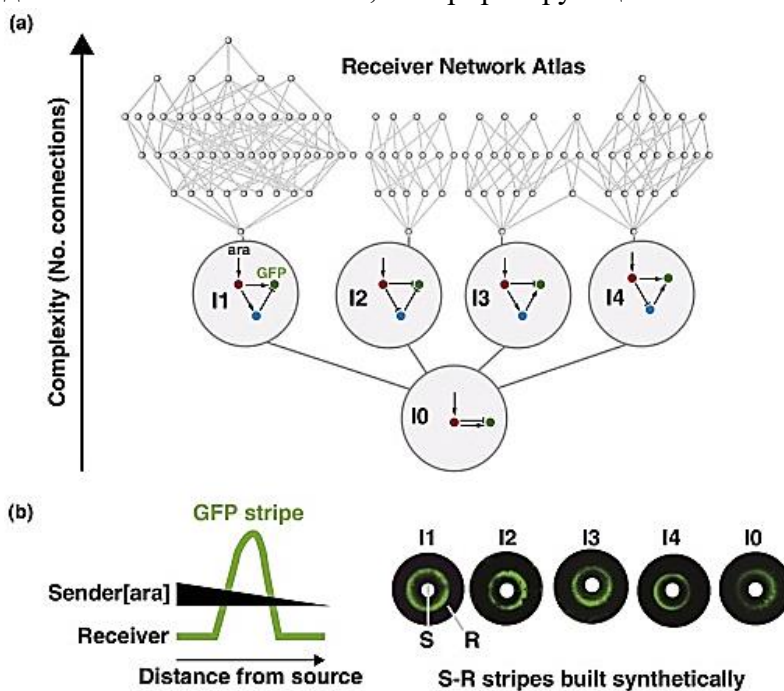 (a)
Receiver Network Atlas
Complexity (No. connections)
ara
GFP
I1
I2
I3
I4
I0
(b)
GFP stripe
Sender[ara]
Receiver
Distance from source
I1 I2 I3 I4 I0
S R
S-R stripes built synthetically